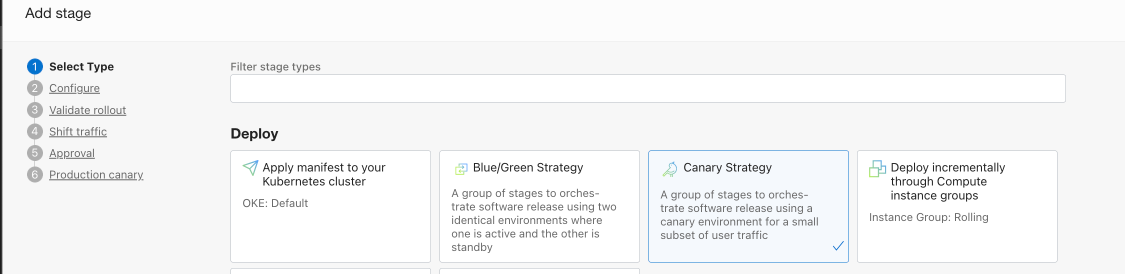 Add stage
1 Select Type
2 Configure
3 Validate rollout
4 Shift traffic
5 Approval
6 Production canary
Filter stage types
Deploy
Apply manifest to your
Kubernetes cluster
OKE: Default
Blue/Green Strategy
A group of stages to orches-
trate software release using two
identical environments where
one is active and the other is
standby
Canary Strategy
A group of stages to orches-
trate software release using a
canary environment for a small
subset of user traffic
Deploy incrementally
through Compute
instance groups
Instance Group: Rolling